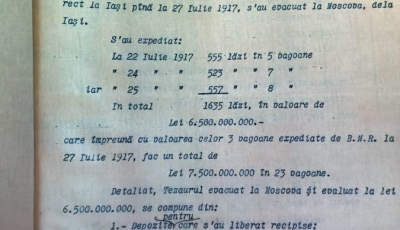 rect la Iași pînă la 27 Iulie 1917, s'au evacuat la Moscova, dela
Iași.
S'au expediat:
La 22 Iulie 1917 555 lăzi în 5 vagoane
" 24 " " 523 " " 7 "
iar " 25 " " 557 " " 8 "
In total 1635 lăzi, în valoare de
Lei 6.500.000.000.-
care împreună cu valoarea celor 3 vagoane expediate de B.N.R. la
27 Iulie 1917, fac un total de
Lei 7.500.000.000 în 23 vagoane.
Detaliat, Tezaurul evacuat la Moscova și evaluat la lei
6.500.000.000, se compune din:
pentru
1.- Depozite care s'au liberat recipise: